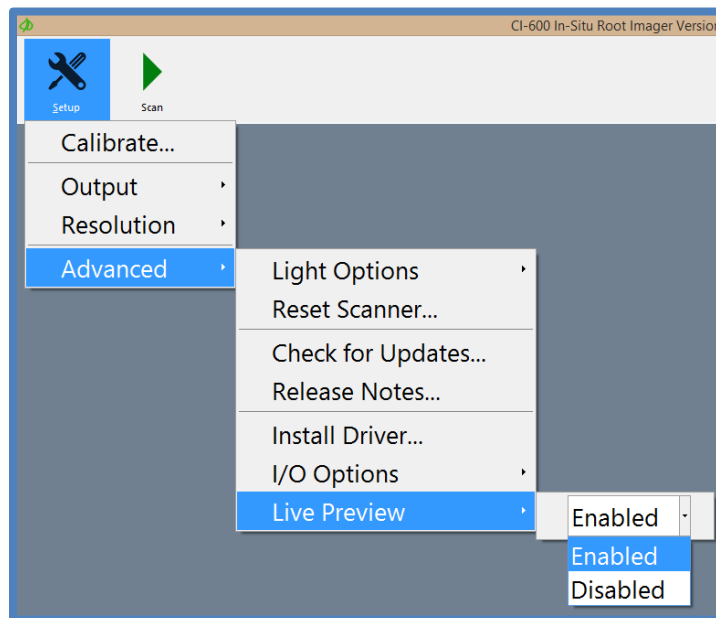 CI-600 In-Situ Root Imager Version
Setup
Scan
Calibrate...
Output
Resolution
Advanced
Light Options
Reset Scanner...
Check for Updates...
Release Notes...
Install Driver...
I/O Options
Live Preview
Enabled
Enabled
Disabled